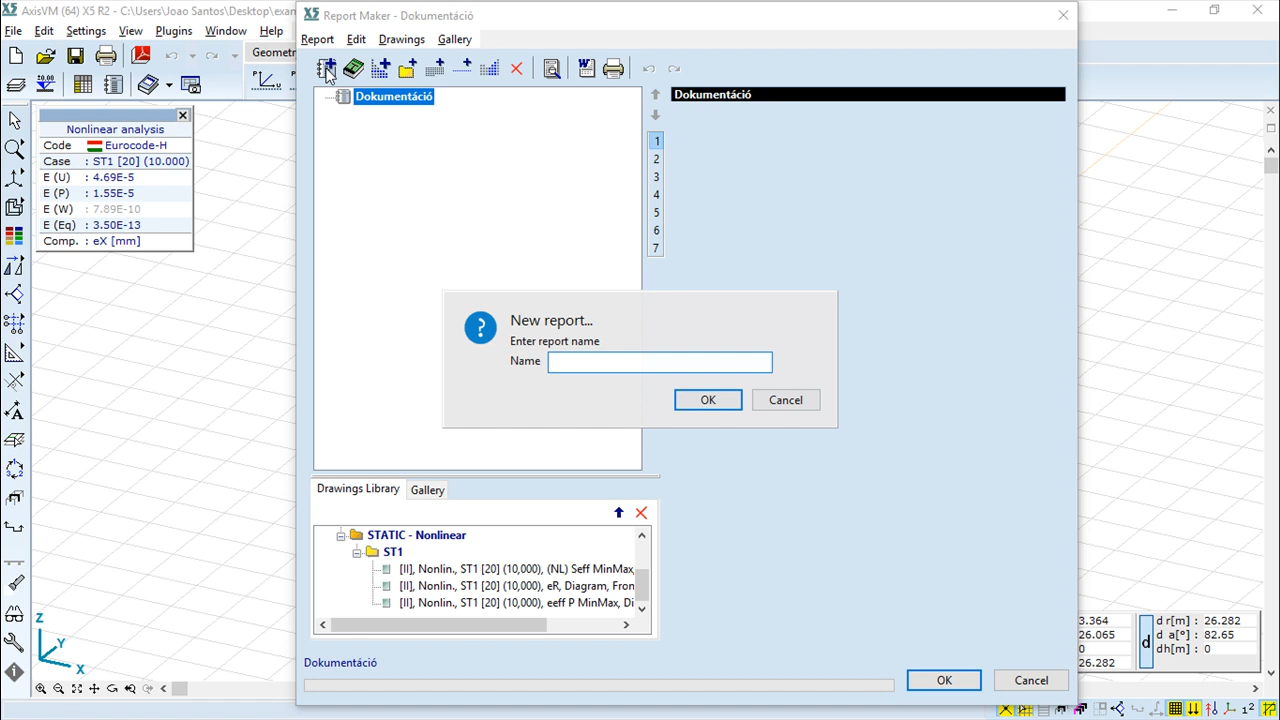 AxisVM (64) X5 R2 - C:\Users\Joao Santos\Desktop\exan
File Edit Settings View Plugins Window Help
Geometr
Nonlinear analysis
Code : Eurocode-H
Case : ST1 [20] (10.000)
E (U) : 4.69E-5
E (P) : 1.55E-5
E (W) : 7.89E-10
E (Eq) : 3.50E-13
Comp. : eX [mm]
Z
Y
X
X5 Report Maker - Dokumentáció
Report Edit Drawings Gallery
Dokumentáció
Dokumentáció
1
2
3
4
5
6
7
New report...
Enter report name
Name
OK Cancel
Drawings Library Gallery
STATIC - Nonlinear
ST1
[II], Nonlin., ST1 [20] (10,000), (NL) Seff MinMax,
[II], Nonlin., ST1 [20] (10,000), eR, Diagram, Fron
[II], Nonlin., ST1 [20] (10,000), eeff P MinMax, Di
Dokumentáció
OK Cancel
3.364 d r[m] : 26.282
26.065 d a[°] : 82.65
0 d dh[m] : 0
26.282